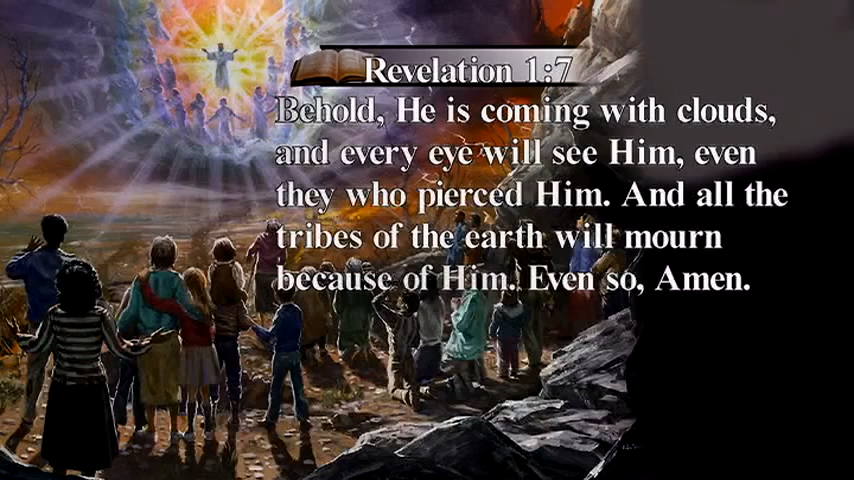 Revelation 1:7
Behold, He is coming with clouds,
and every eye will see Him, even
they who pierced Him. And all the
tribes of the earth will mourn
because of Him. Even so, Amen.